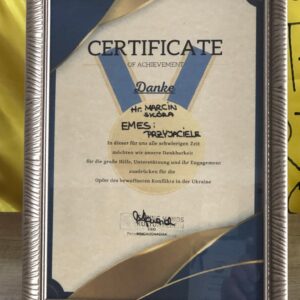 CERTIFICATE
OF ACHIEVEMENT
Danke
Hr. MARCIN
SKÓRA
EMES:
PRZYJACIELE
In dieser für uns alle schwierigen Zeit
möchten wir unsere Dankbarkeit
für die große Hilfe, Unterstützung und Ihr Engagement
ausdrücken für die
Opfer des bewaffneten Konflikts in der Ukraine